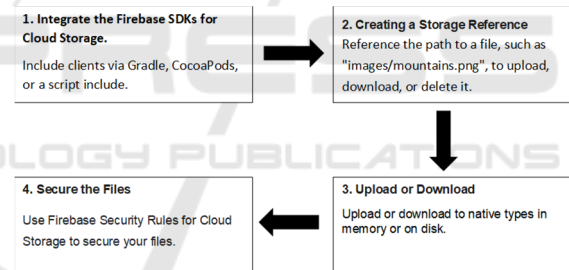 1. Integrate the Firebase SDKs for
Cloud Storage.
Include clients via Gradle, CocoaPods,
or a script include.
2. Creating a Storage Reference
Reference the path to a file, such as
"images/mountains.png", to upload,
download, or delete it.
3. Upload or Download
Upload or download to native types in
memory or on disk.
4. Secure the Files
Use Firebase Security Rules for Cloud
Storage to secure your files.
PRESS
OLOGY PUBLICATIONS